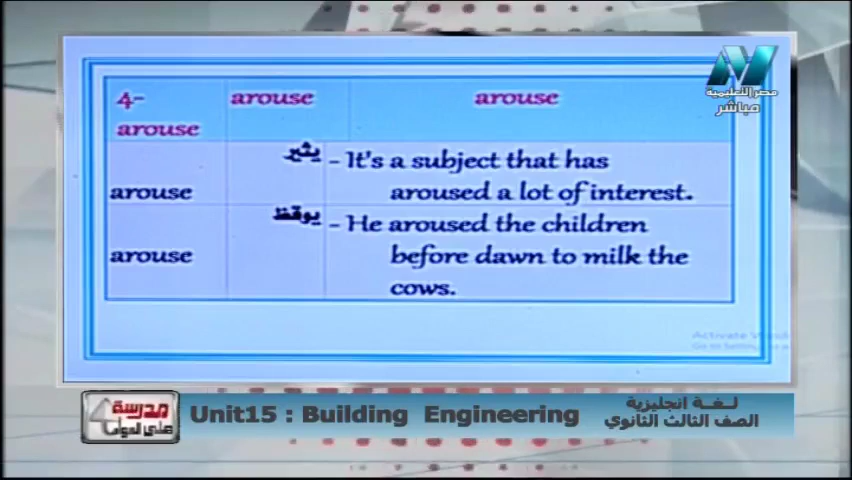 مصر التعليمية
مباشر
4-
arouse
arouse
arouse
arouse
يثير
- It's a subject that has
aroused a lot of interest.
arouse
يوقظ
- He aroused the children
before dawn to milk the
cows.
مدرسة
على الهواء
Unit15 : Building Engineering
لغة انجليزية
الصف الثالث الثانوي